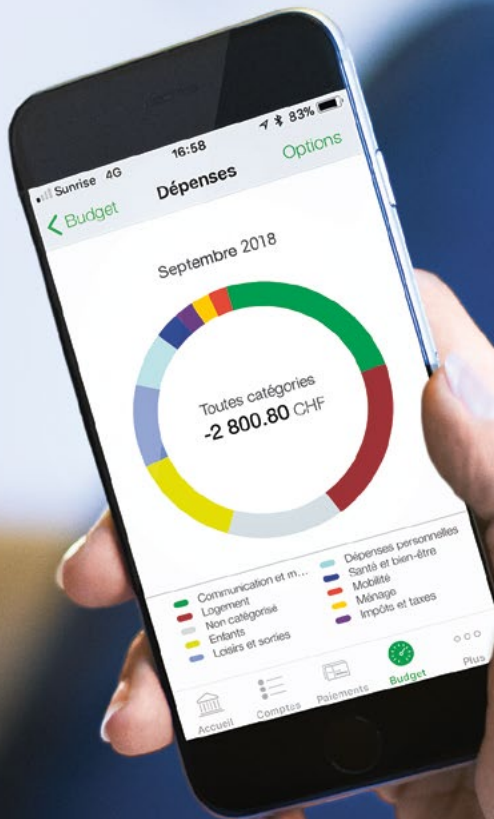 Sunrise 4G 16:58 83%
Budget Dépenses Options
Septembre 2018
Toutes catégories
-2 800.80 CHF
Communication et m...
Logement
Non catégorisé
Enfants
Loisirs et sorties
Dépenses personnelles
Santé et bien-être
Mobilité
Ménage
Impôts et taxes
Accueil Comptes Paiements Budget Plus